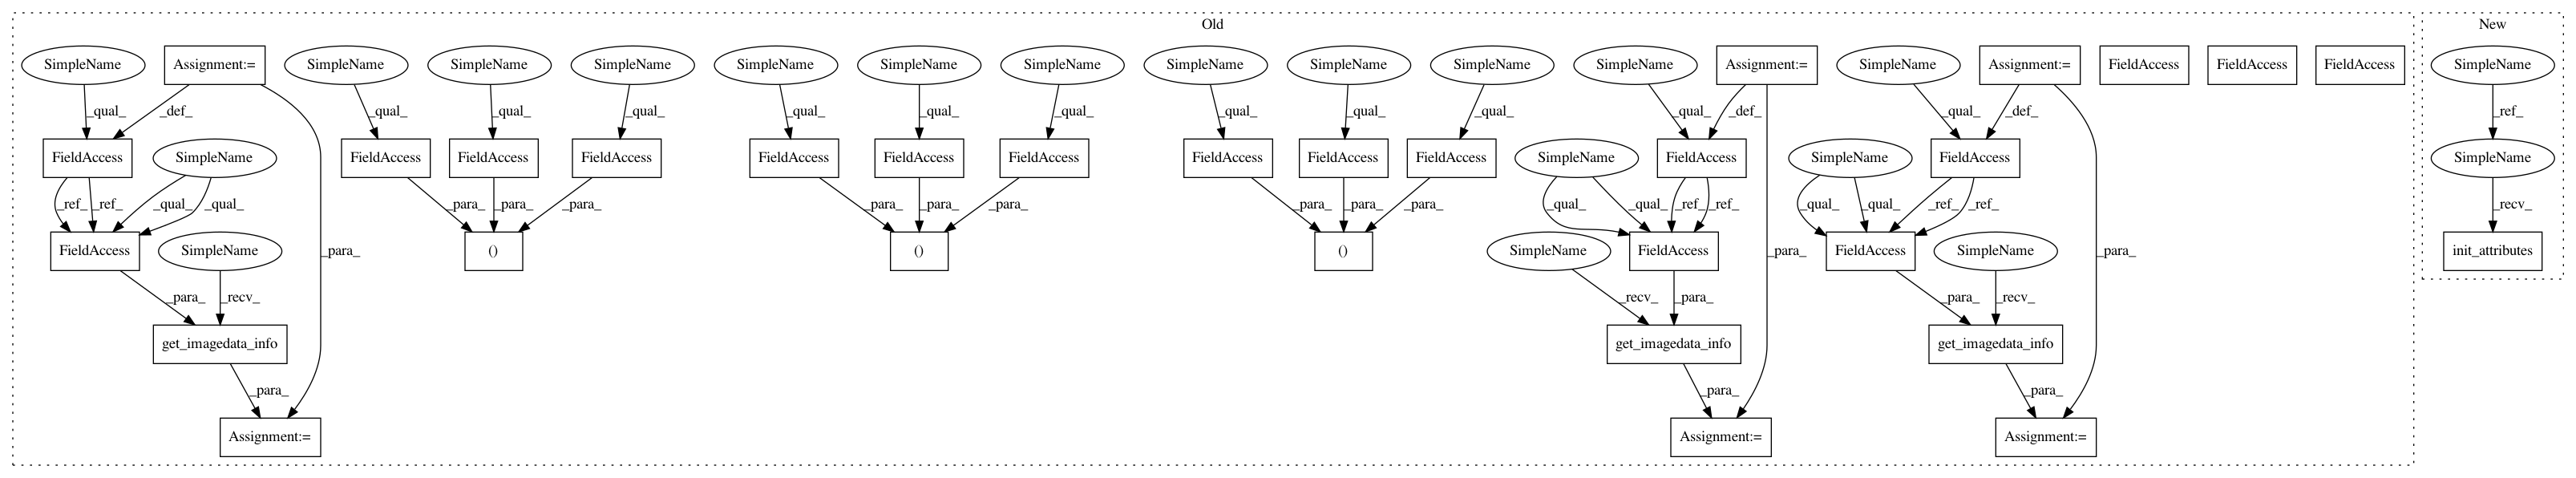 Old
New
SimpleName
Assignment:=
SimpleName
SimpleName
SimpleName
SimpleName
SimpleName
SimpleName
SimpleName
SimpleName
SimpleName
SimpleName
Assignment:=
SimpleName
Assignment:=
FieldAccess
FieldAccess
FieldAccess
SimpleName
_qual_
_def_
_qual_
_qual_
_qual_
_qual_
_qual_
_qual_
_qual_
_qual_
_qual_
_qual_
_def_
_qual_
_def_
_ref_
FieldAccess
SimpleName
FieldAccess
FieldAccess
FieldAccess
FieldAccess
FieldAccess
FieldAccess
FieldAccess
FieldAccess
FieldAccess
SimpleName
FieldAccess
SimpleName
FieldAccess
SimpleName
_ref_
_ref_
_qual_
_qual_
_para_
_para_
_para_
_para_
_para_
_para_
_para_
_para_
_para_
_qual_
_qual_
_ref_
_ref_
_qual_
_qual_
_ref_
_ref_
_recv_
FieldAccess
SimpleName
_para_
()
()
()
SimpleName
FieldAccess
_para_
FieldAccess
SimpleName
_para_
init_attributes
_para_
_recv_
_recv_
_para_
_para_
_recv_
get_imagedata_info
get_imagedata_info
get_imagedata_info
_para_
_para_
_para_
Assignment:=
Assignment:=
Assignment:=